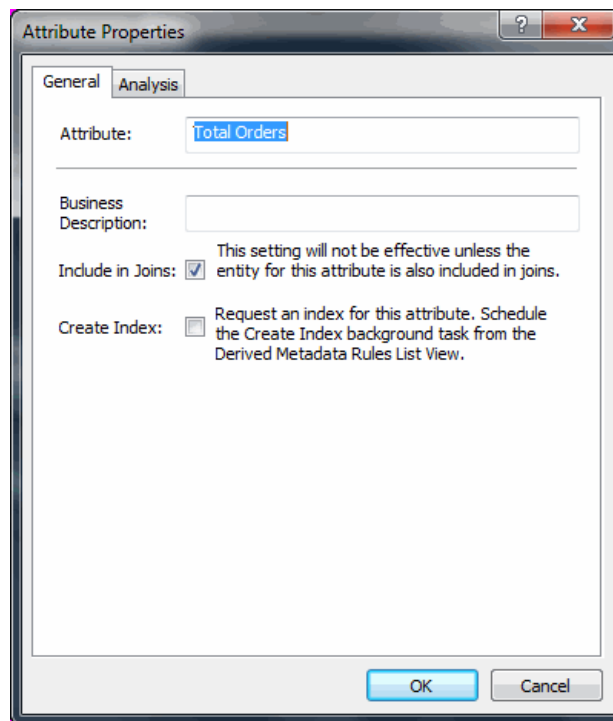 Attribute Properties
?
X
General
Analysis
Attribute:
Total Orders
Business
Description:
Include in Joins:
This setting will not be effective unless the
entity for this attribute is also included in joins.
Create Index:
Request an index for this attribute. Schedule
the Create Index background task from the
Derived Metadata Rules List View.
OK
Cancel